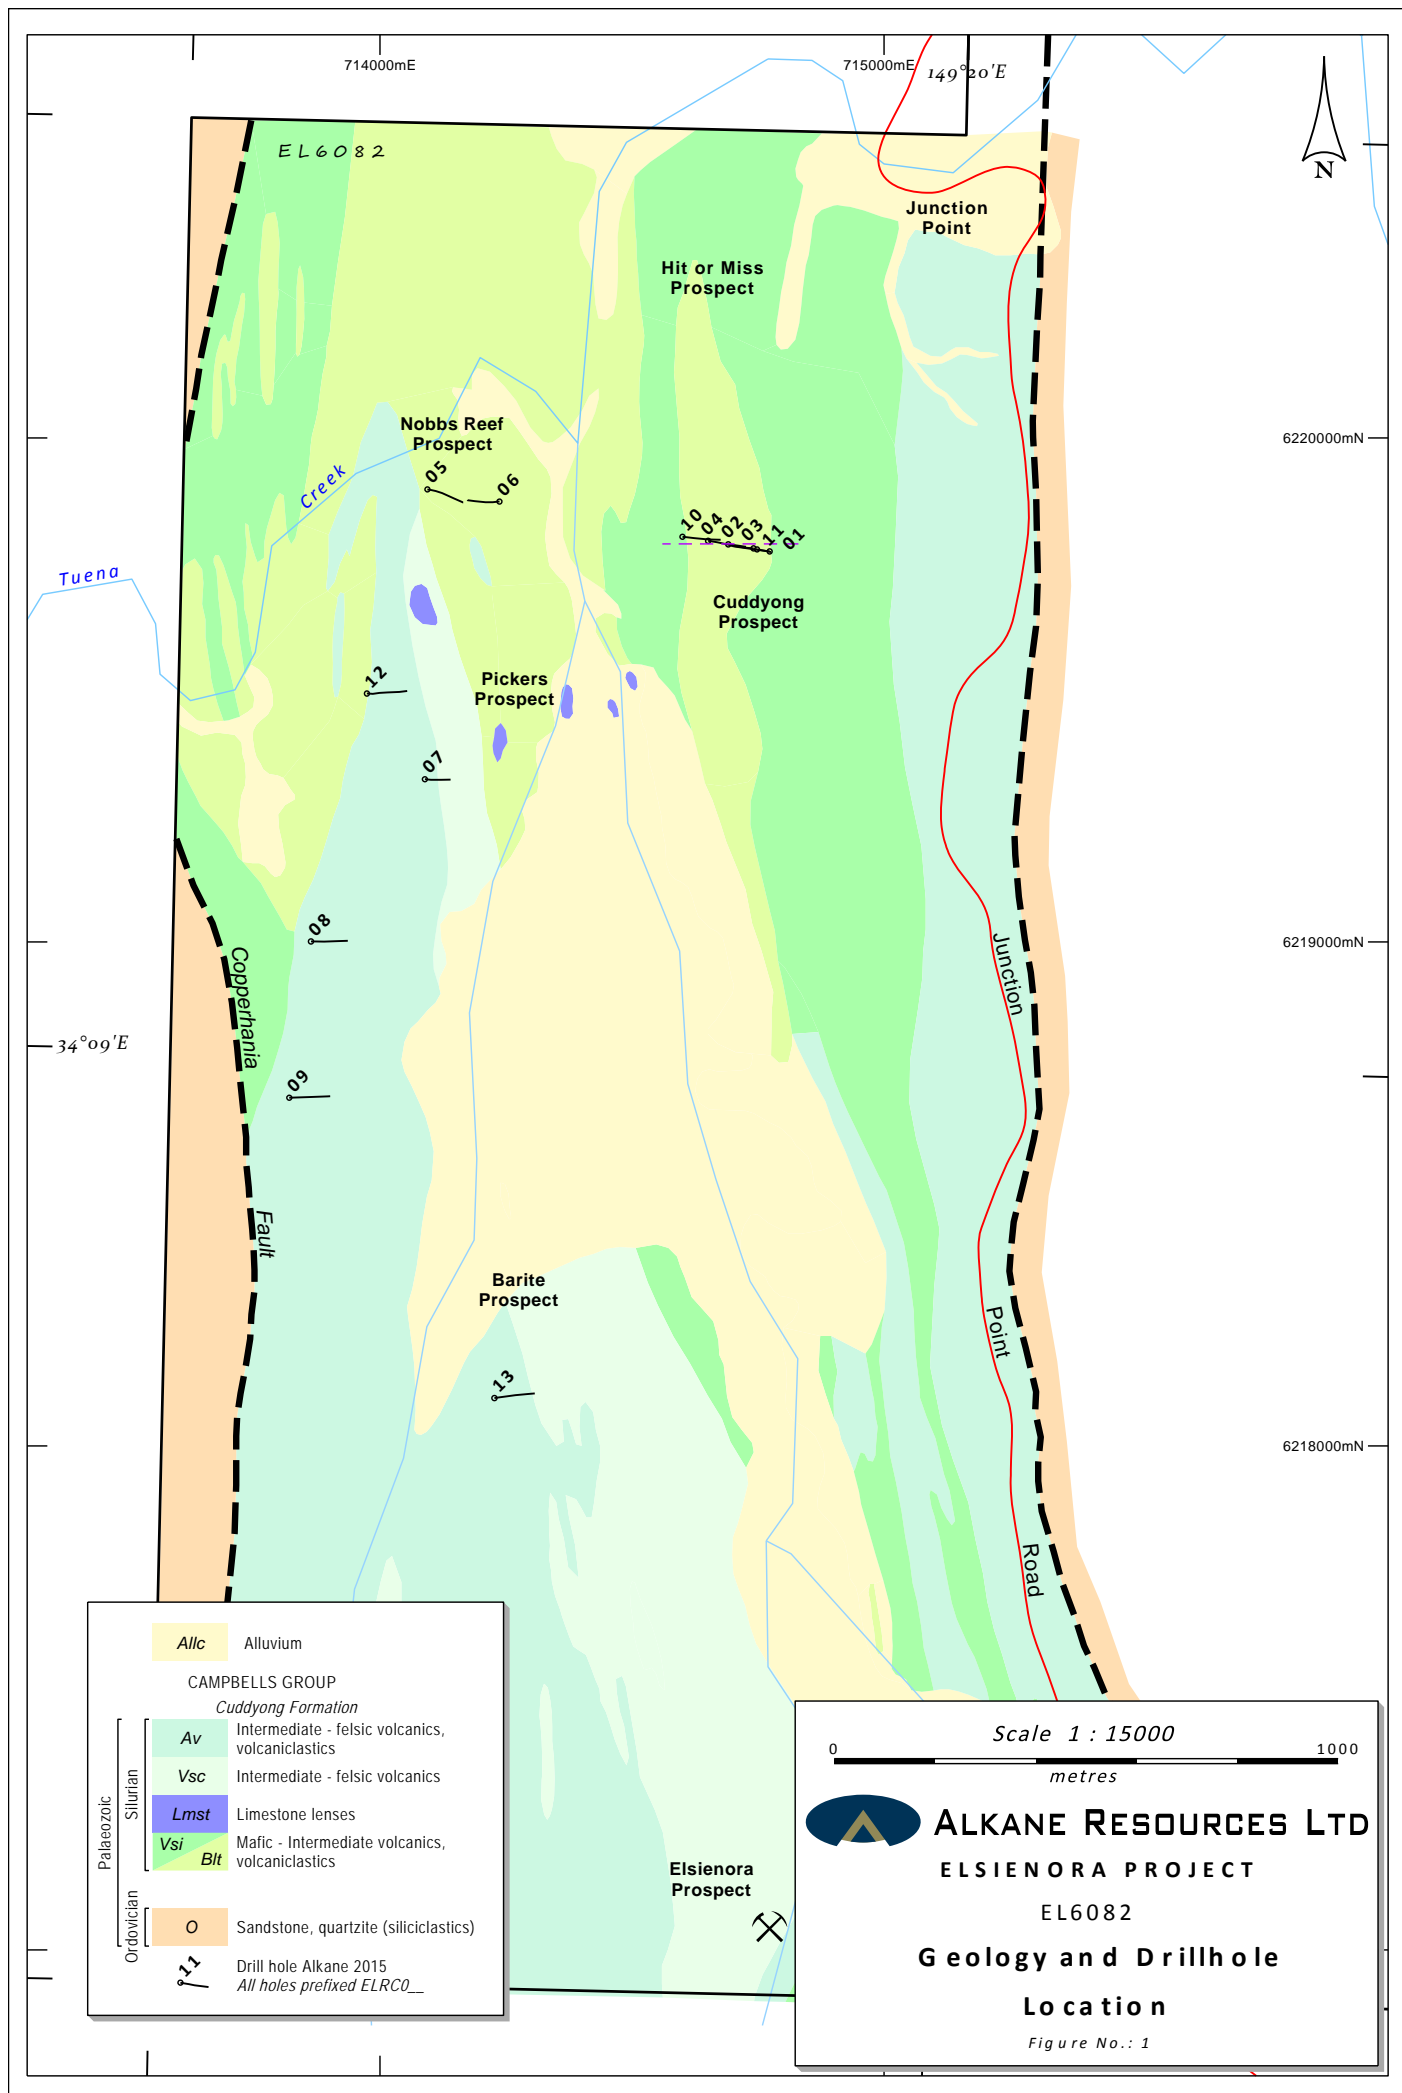 714000mE
715000mE
149°20'E
EL6082
N
Junction
Point
Hit or Miss
Prospect
Nobbs Reef
Prospect
6220000mN
05
06
Creek
10
04
02
03
11
01
Tuena
Cuddyong
Prospect
12
Pickers
Prospect
07
08
6219000mN
Junction
Copperhania
34°09'E
09
Fault
Barite
Prospect
Point
13
6218000mN
Road
Allc Alluvium
CAMPBELLS GROUP
Cuddyong Formation
Palaeozoic
Silurian
Av Intermediate - felsic volcanics,
volcaniclastics
Vsc Intermediate - felsic volcanics
Lmst Limestone lenses
Vsi Blt Mafic - Intermediate volcanics,
volcaniclastics
Ordovician
O Sandstone, quartzite (siliciclastics)
11 Drill hole Alkane 2015
All holes prefixed ELRC0__
Elsienora
Prospect
Scale 1 : 15000
0 1000
metres
ALKANE RESOURCES LTD
ELSIENORA PROJECT
EL6082
Geology and Drillhole
Location
Figure No.: 1